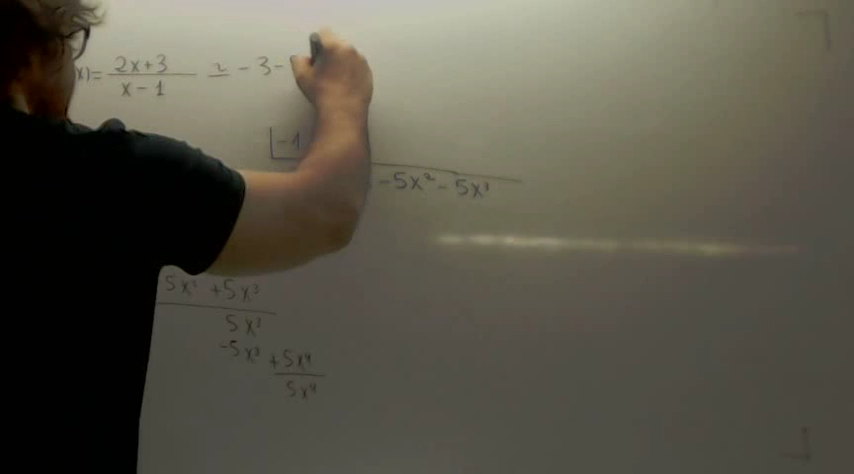 x) = 2x+3 / x-1 = -3-
-1
-5x² - 5x³
5x² + 5x³
5x³
-5x³ + 5x⁴
5x⁴